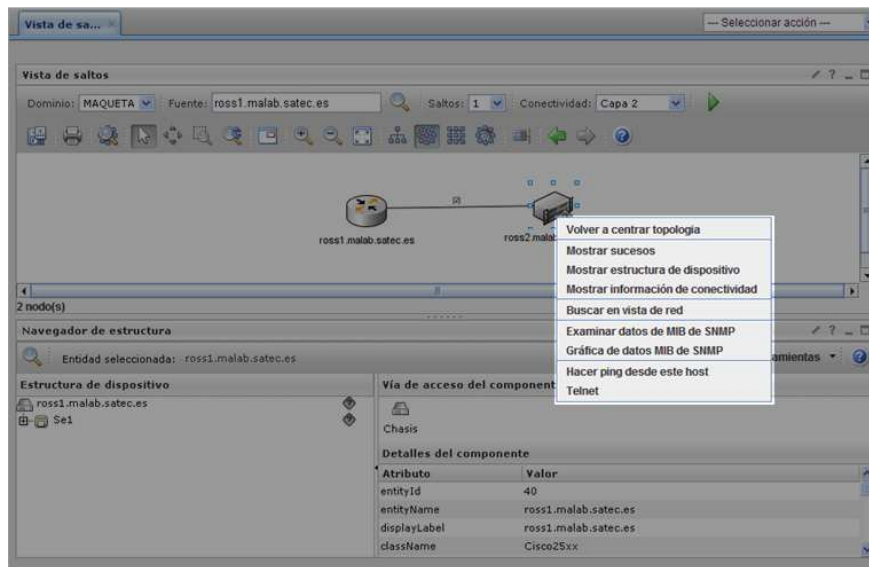 Vista de sa...
--- Seleccionar acción ---
Vista de saltos
Dominio: MAQUETA Fuente: ross1.malab.satec.es Saltos: 1 Conectividad: Capa 2
ross1.malab.satec.es
ross2.malab
Volver a centrar topologia
Mostrar sucesos
Mostrar estructura de dispositivo
Mostrar información de conectividad
Buscar en vista de red
Examinar datos de MIB de SNMP
Gráfica de datos MIB de SNMP
Hacer ping desde este host
Telnet
2 nodo(s)
Navegador de estructura
Entidad seleccionada: ross1.malab.satec.es
amientas
Estructura de dispositivo
ross1.malab.satec.es
Se1
Vía de acceso del component
Chasis
Detalles del componente
Atributo Valor
entityId 40
entityName ross1.malab.satec.es
displayLabel ross1.malab.satec.es
className Cisco25xx